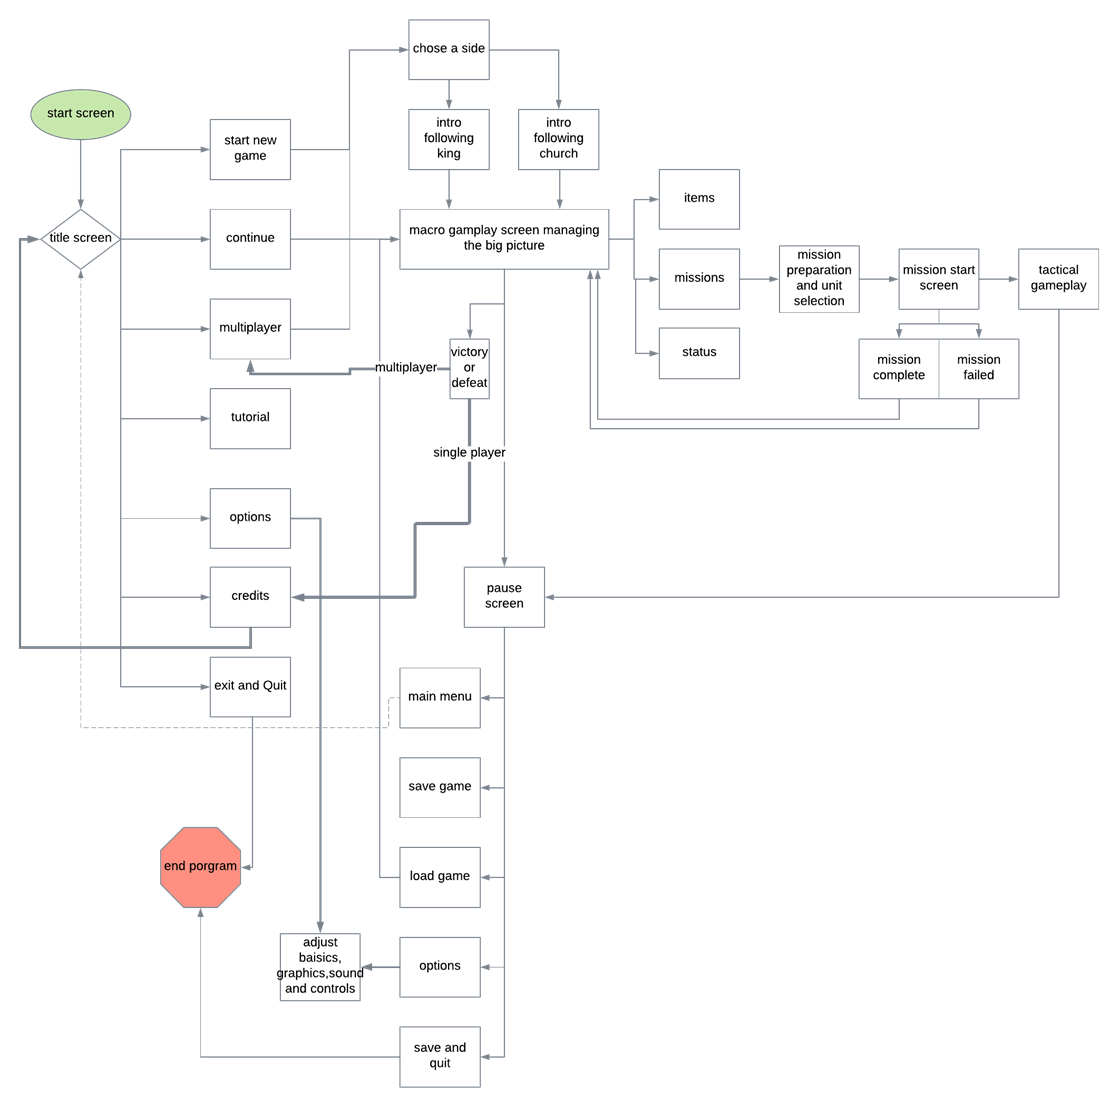 chose a side
start screen
start new
game
intro
following
king
intro
following
church
items
title screen
continue
macro gamplay screen managing
the big picture
missions
mission
preparation
and unit
selection
mission start
screen
tactical
gameplay
multiplayer
multiplayer
victory
or
defeat
status
mission
complete
mission
failed
tutorial
single player
options
credits
pause
screen
exit and Quit
main menu
save game
end porgram
load game
adjust
baisics,
graphics,sound
and controls
options
save and
quit